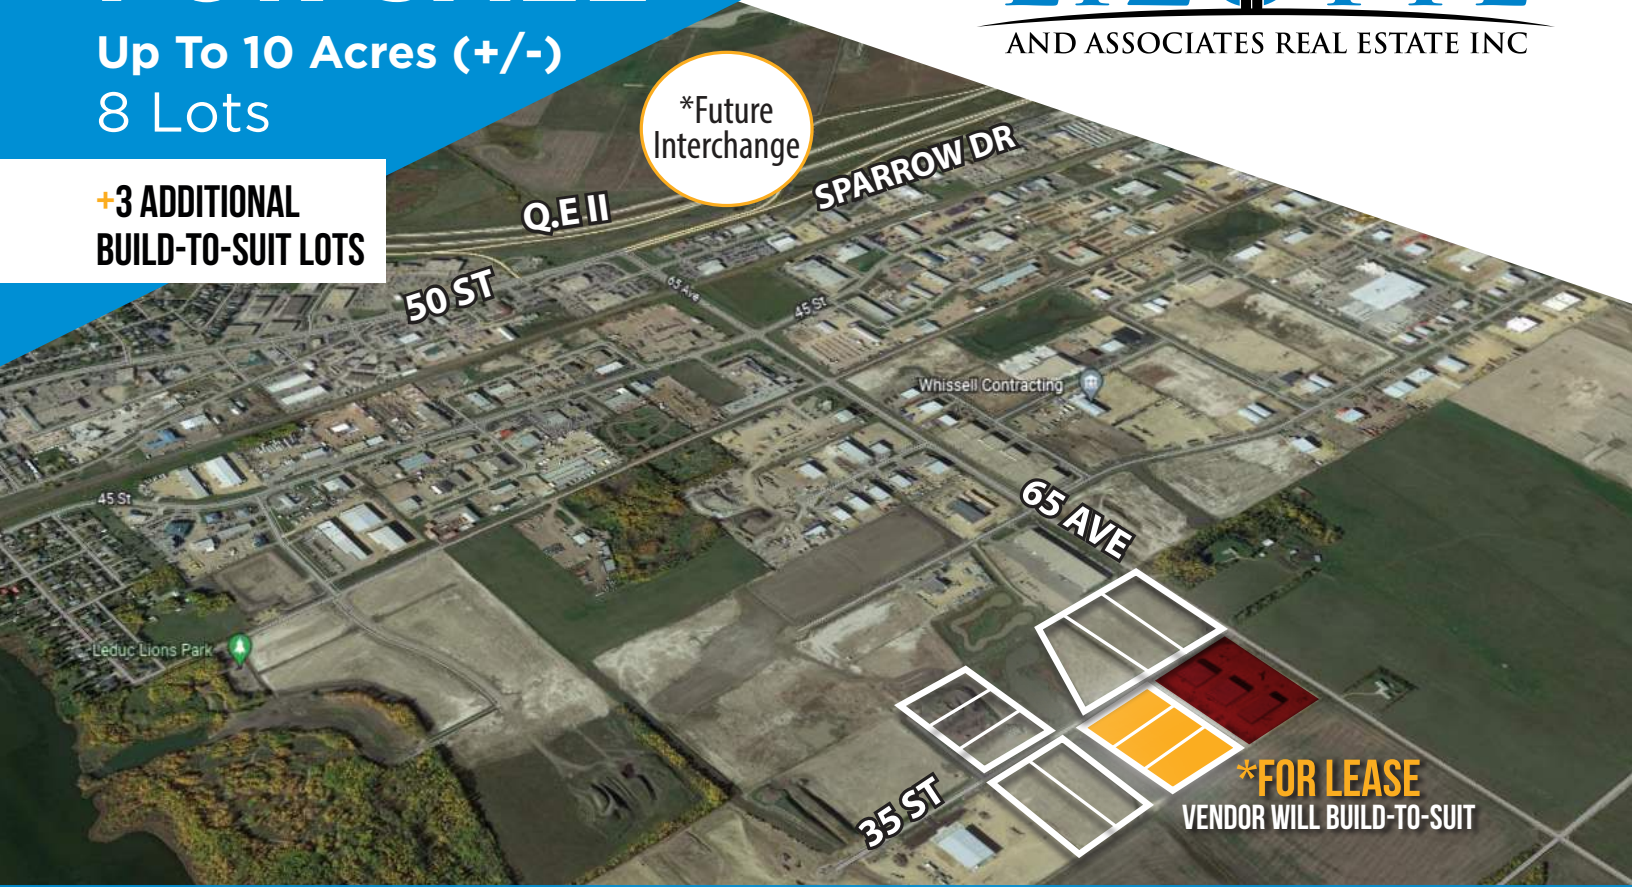 Up To 10 Acres (+/-)
8 Lots
+3 ADDITIONAL
BUILD-TO-SUIT LOTS
AND ASSOCIATES REAL ESTATE INC
*Future
Interchange
Q.E II
SPARROW DR
50 ST
65 Ave
45 St
Whissell Contracting
45 St
65 AVE
Leduc Lions Park
35 ST
*FOR LEASE
VENDOR WILL BUILD-TO-SUIT